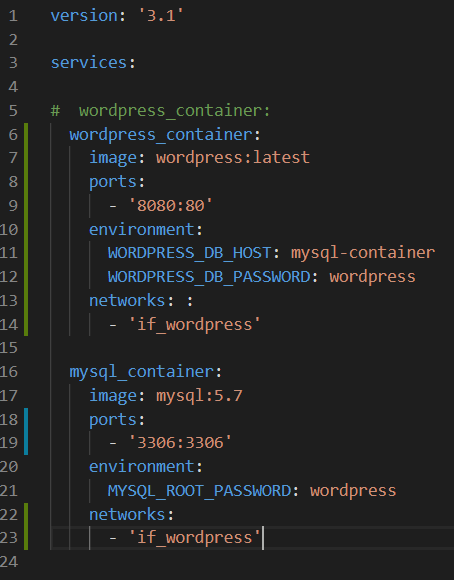 1 version: '3.1'
2
3 services:
4
5 #  wordpress_container:
6   wordpress_container:
7     image: wordpress:latest
8     ports:
9       - '8080:80'
10     environment:
11       WORDPRESS_DB_HOST: mysql-container
12       WORDPRESS_DB_PASSWORD: wordpress
13     networks: :
14       - 'if_wordpress'
15
16   mysql_container:
17     image: mysql:5.7
18     ports:
19       - '3306:3306'
20     environment:
21       MYSQL_ROOT_PASSWORD: wordpress
22     networks:
23       - 'if_wordpress'
24